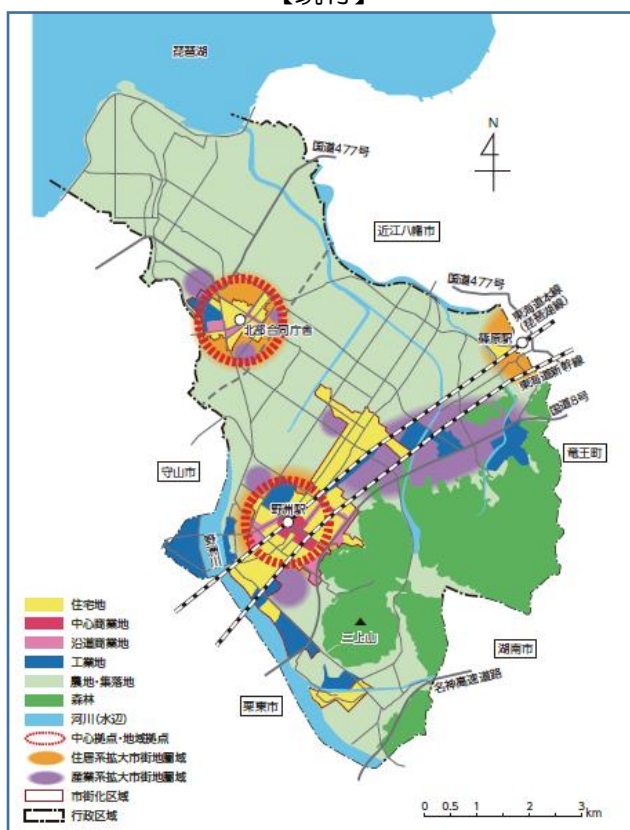 琵琶湖
国道477号
N
近江八幡市
国道477号
東海道本線
(琵琶湖線)
篠原駅
北部合同庁舎
東海道新幹線
国道8号
竜王町
守山市
野洲駅
野洲川
三上山
湖南市
名神高速道路
栗東市
住宅地
中心商業地
沿道商業地
工業地
農地・集落地
森林
河川(水辺)
中心拠点・地域拠点
住居系拡大市街地圏域
産業系拡大市街地圏域
市街化区域
行政区域
0 0.5 1 2 3 km